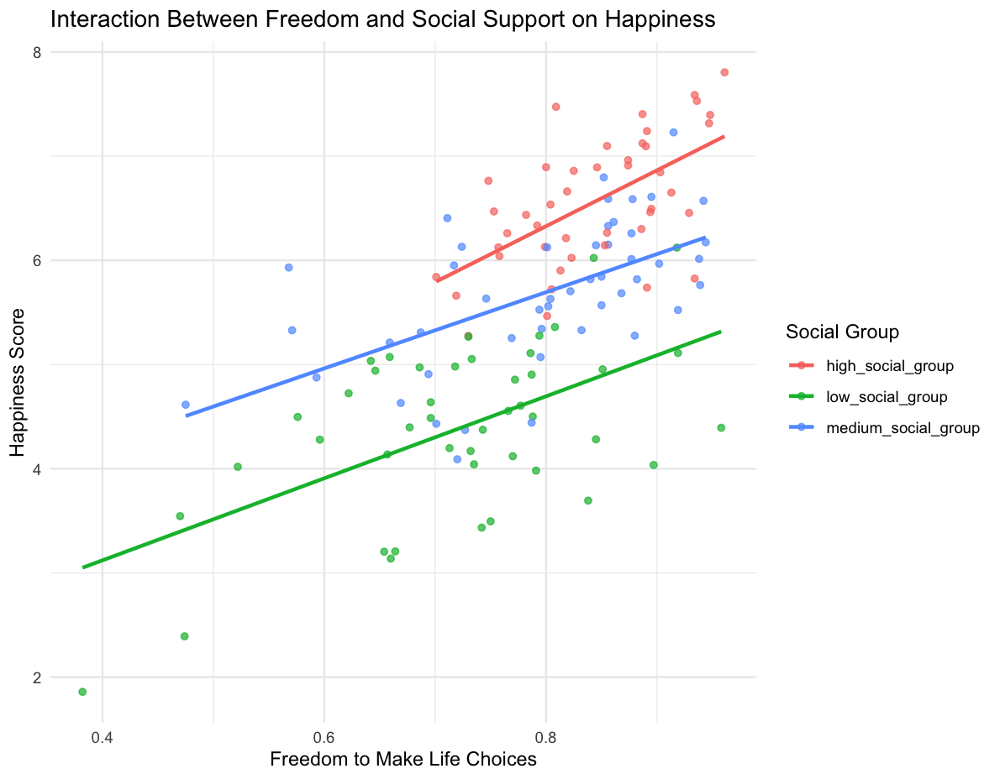 Interaction Between Freedom and Social Support on Happiness
8
6
4
2
Happiness Score
0.4
0.6
0.8
Freedom to Make Life Choices
Social Group
high_social_group
low_social_group
medium_social_group